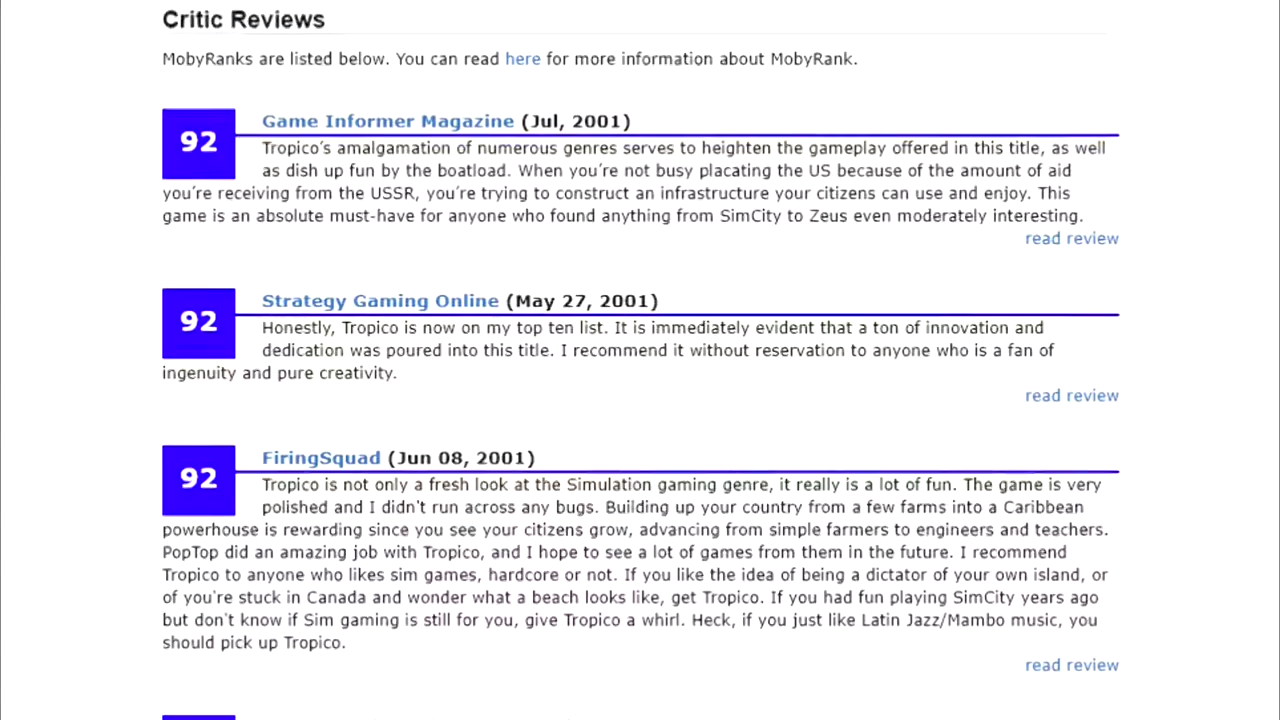 Critic Reviews
MobyRanks are listed below. You can read here for more information about MobyRank.
92
Game Informer Magazine (Jul, 2001)
Tropico's amalgamation of numerous genres serves to heighten the gameplay offered in this title, as well
as dish up fun by the boatload. When you're not busy placating the US because of the amount of aid
you're receiving from the USSR, you're trying to construct an infrastructure your citizens can use and enjoy. This
game is an absolute must-have for anyone who found anything from SimCity to Zeus even moderately interesting.
read review
92
Strategy Gaming Online (May 27, 2001)
Honestly, Tropico is now on my top ten list. It is immediately evident that a ton of innovation and
dedication was poured into this title. I recommend it without reservation to anyone who is a fan of
ingenuity and pure creativity.
read review
92
FiringSquad (Jun 08, 2001)
Tropico is not only a fresh look at the Simulation gaming genre, it really is a lot of fun. The game is very
polished and I didn't run across any bugs. Building up your country from a few farms into a Caribbean
powerhouse is rewarding since you see your citizens grow, advancing from simple farmers to engineers and teachers.
PopTop did an amazing job with Tropico, and I hope to see a lot of games from them in the future. I recommend
Tropico to anyone who likes sim games, hardcore or not. If you like the idea of being a dictator of your own island, or
of you're stuck in Canada and wonder what a beach looks like, get Tropico. If you had fun playing SimCity years ago
but don't know if Sim gaming is still for you, give Tropico a whirl. Heck, if you just like Latin Jazz/Mambo music, you
should pick up Tropico.
read review